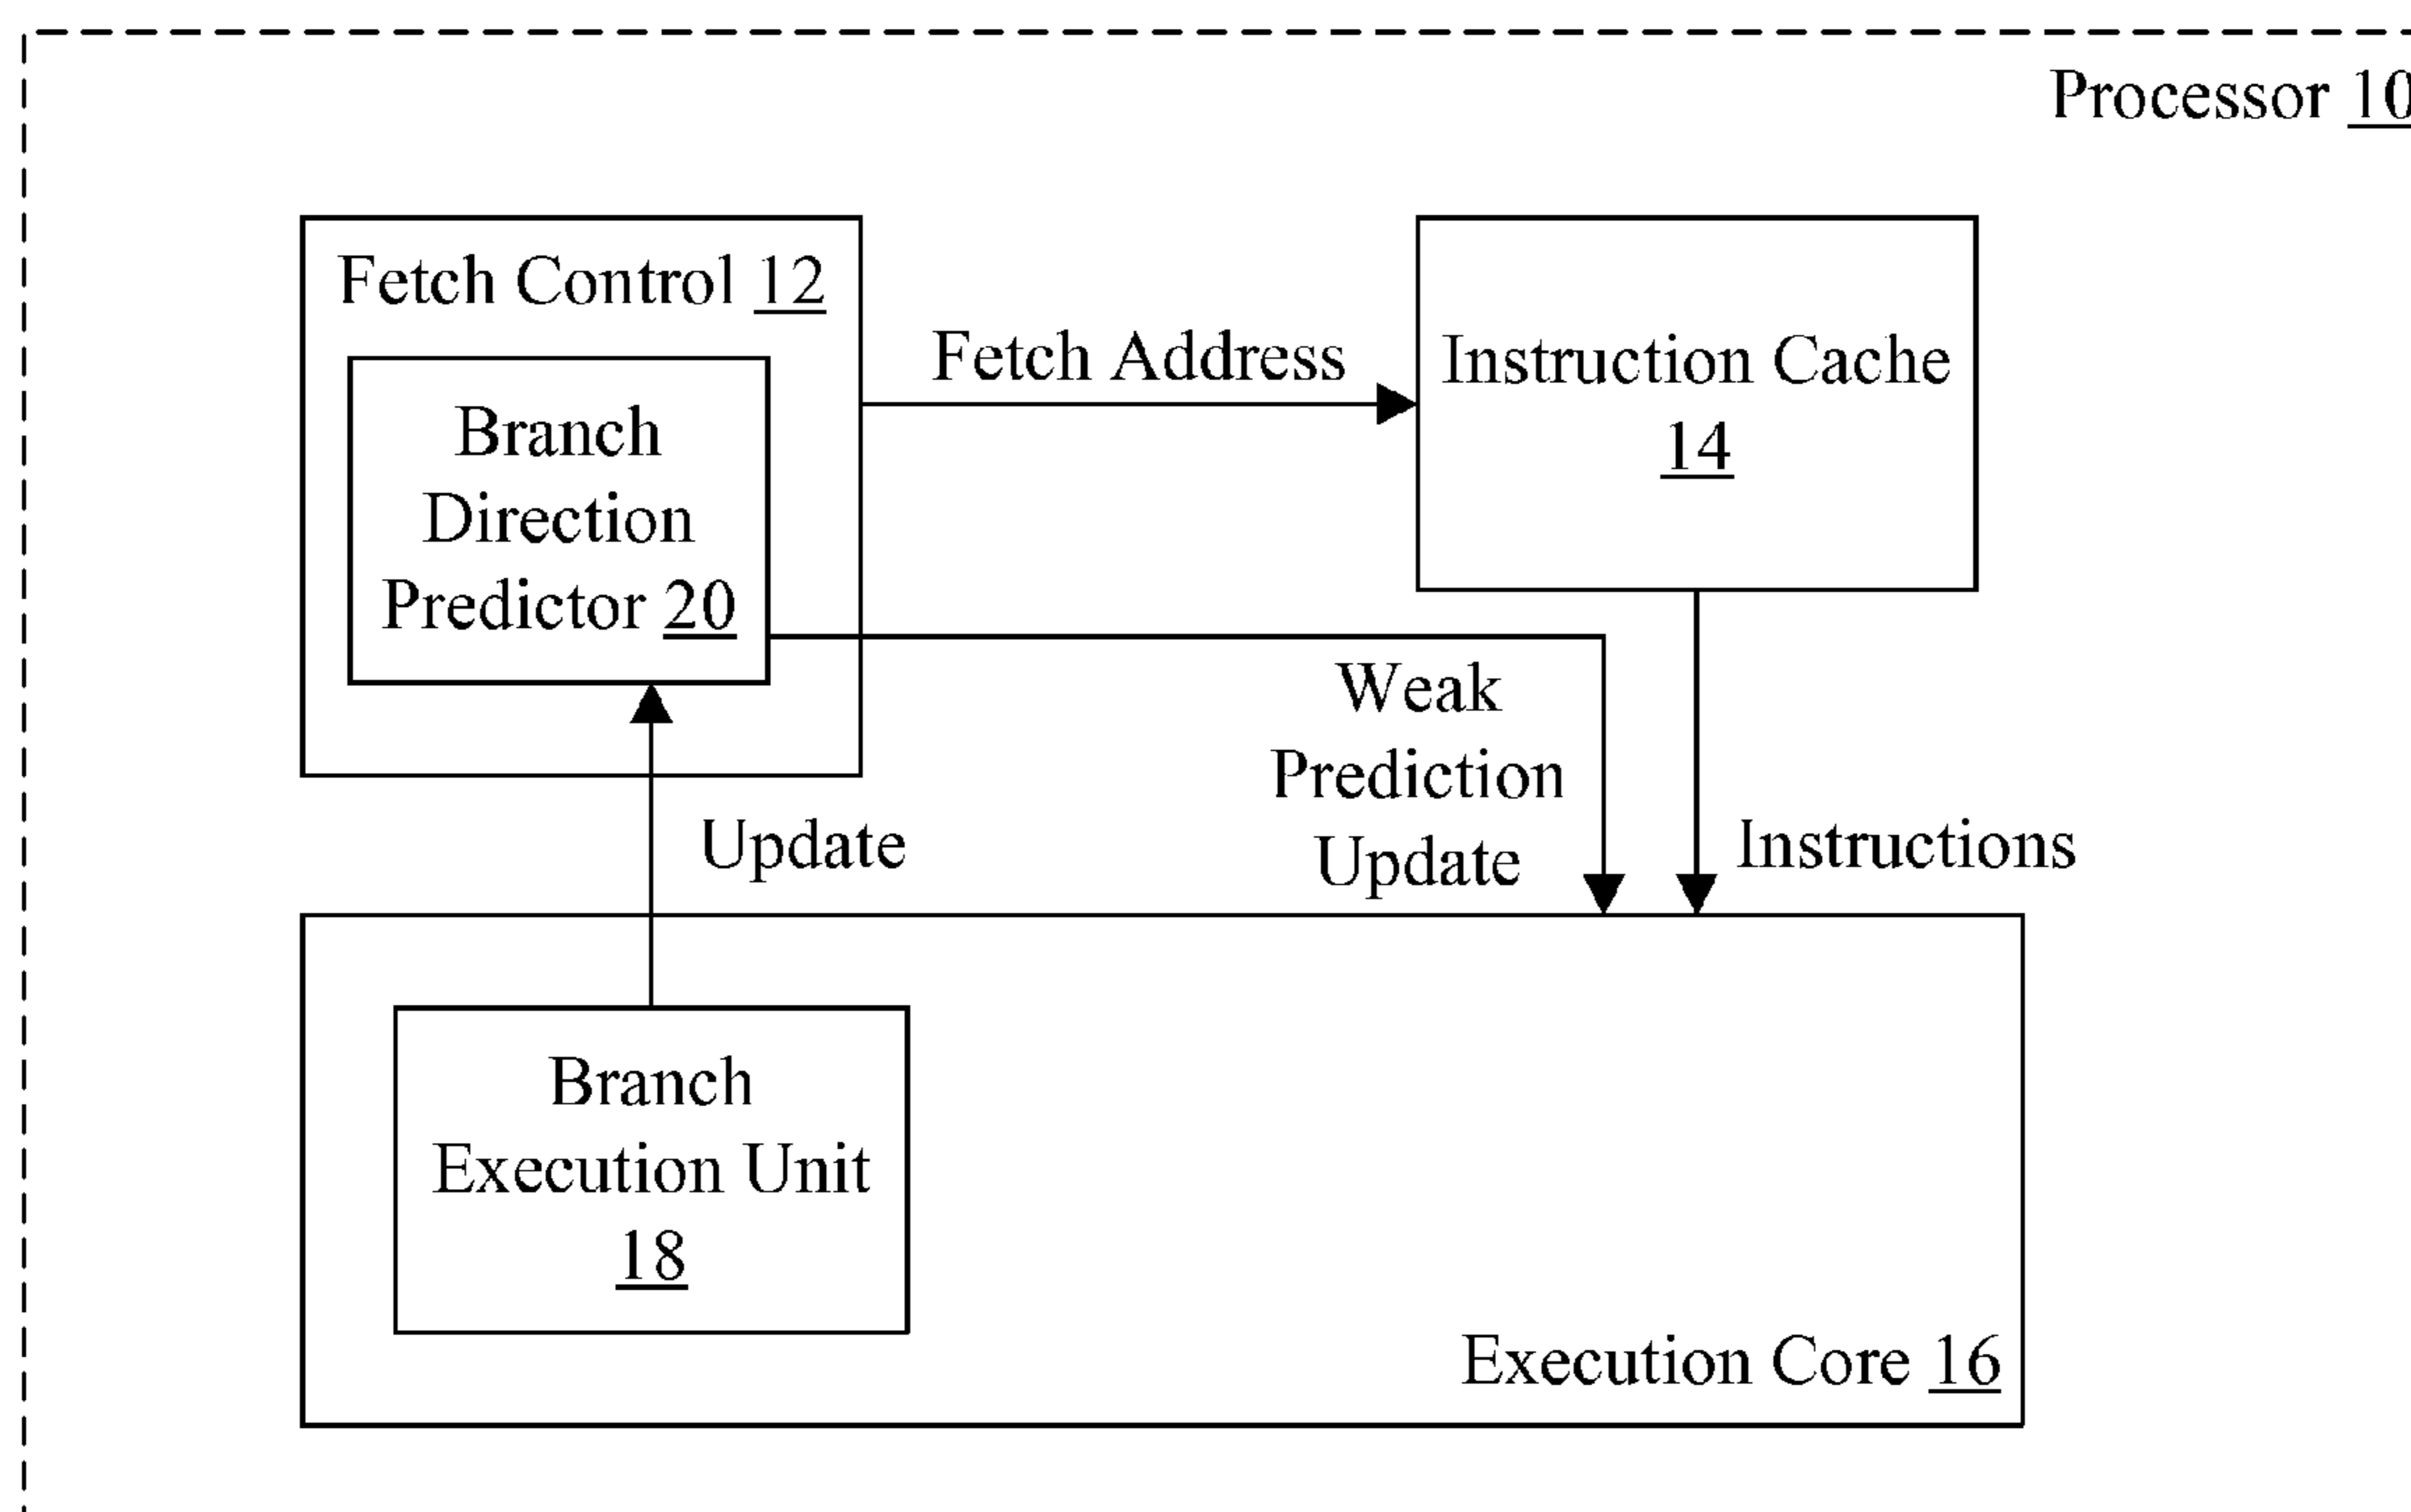 Processor 10
Fetch Control 12
Branch
Direction
Predictor 20
Fetch Address
Instruction Cache
14
Weak
Prediction
Update
Update
Instructions
Branch
Execution Unit
18
Execution Core 16